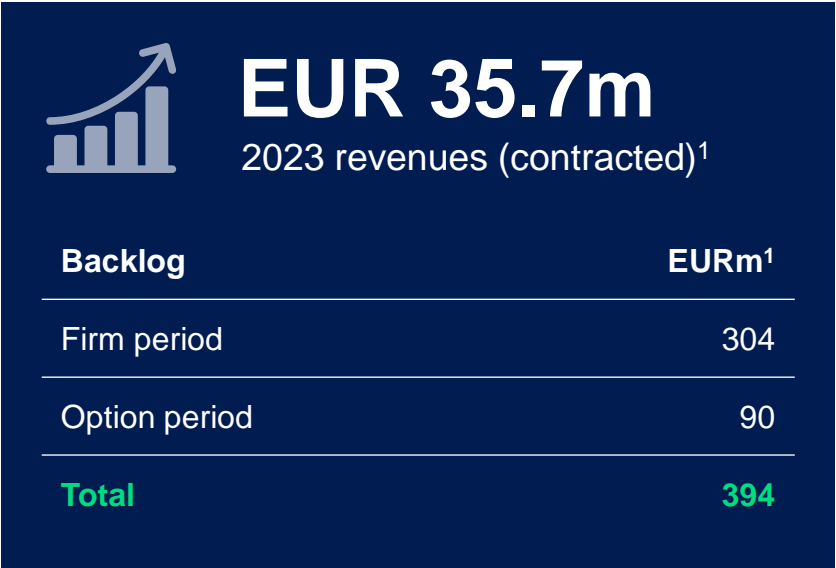 EUR 35.7m
2023 revenues (contracted)¹
Backlog EURm¹
Firm period 304
Option period 90
Total 394